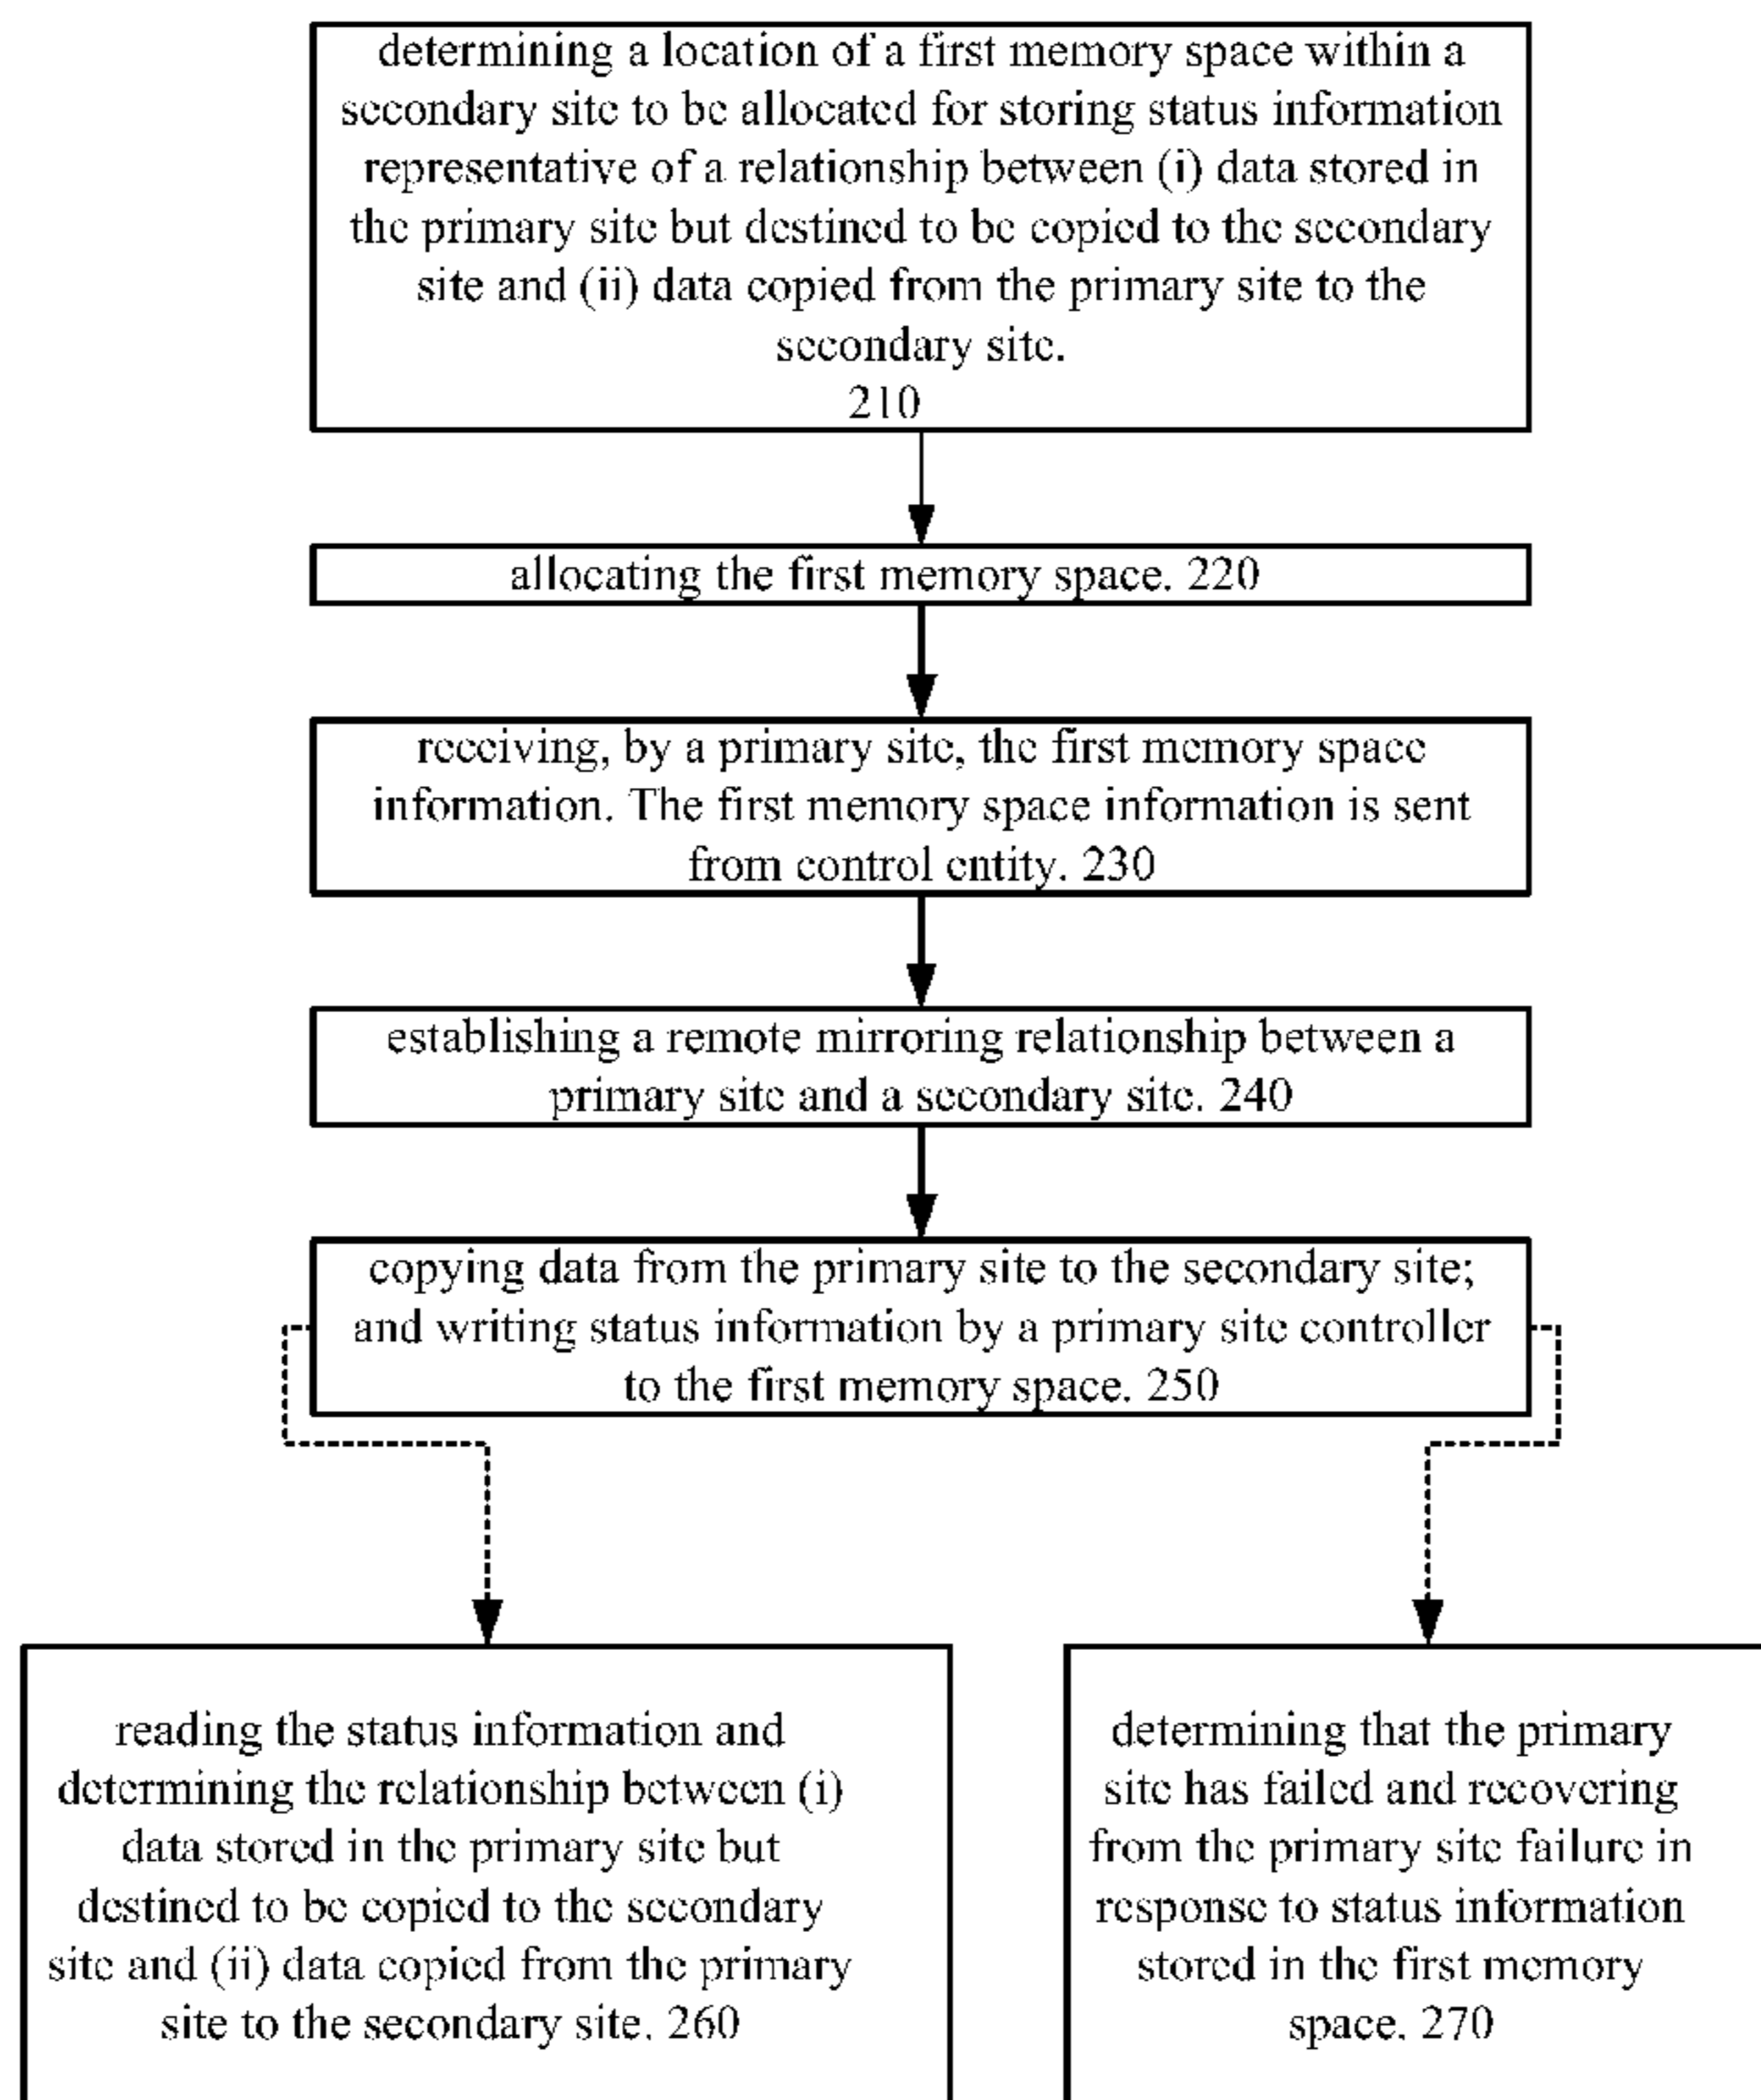 determining a location of a first memory space within a
secondary site to be allocated for storing status information
representative of a relationship between (i) data stored in
the primary site but destined to be copied to the secondary
site and (ii) data copied from the primary site to the
secondary site.
210
allocating the first memory space. 220
receiving, by a primary site, the first memory space
information. The first memory space information is sent
from control entity. 230
establishing a remote mirroring relationship between a
primary site and a secondary site. 240
copying data from the primary site to the secondary site;
and writing status information by a primary site controller
to the first memory space. 250
reading the status information and
determining the relationship between (i)
data stored in the primary site but
destined to be copied to the secondary
site and (ii) data copied from the primary
site to the secondary site. 260
determining that the primary
site has failed and recovering
from the primary site failure in
response to status information
stored in the first memory
space. 270